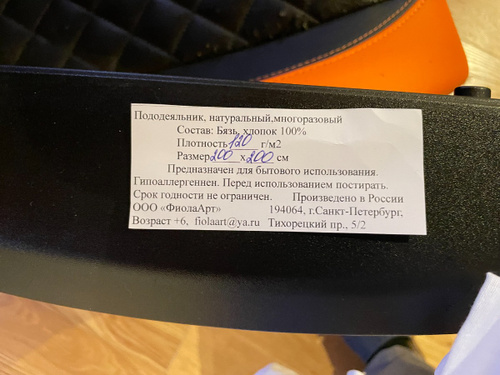 Пододеяльник, натуральный,многоразовый
Состав: Бязь, хлопок 100%
Плотность 120 г/м2
Размер 200 х 200 см
Предназначен для бытового использования.
Гипоаллергеннен. Перед использованием постирать.
Срок годности не ограничен. Произведено в России
ООО «ФиолаАрт» 194064, г.Санкт-Петербург,
Возраст +6, fiolaart@ya.ru Тихорецкий пр., 5/2